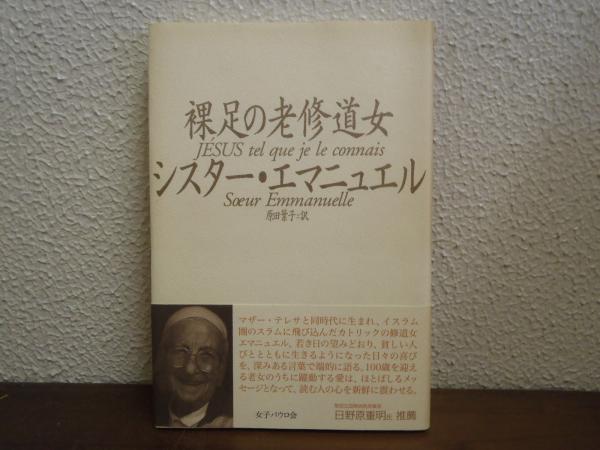 裸足の老修道女
JÉSUS tel que je le connais
シスター・エマニュエル
Sœur Emmanuelle
原田葉子=訳
マザー・テレサと同時代に生まれ、イスラム
圏のスラムに飛び込んだカトリックの修道女
エマニュエル。若き日の望みどおり、貧しい人
びととともに生きるようになった日々の喜び
を、深みある言葉で端的に語る。100歳を迎え
る老女のうちに躍動する愛は、ほとばしるメッ
セージとなって、読む人の心を新鮮に震わせる。
女子パウロ会
日野原重明氏 推薦